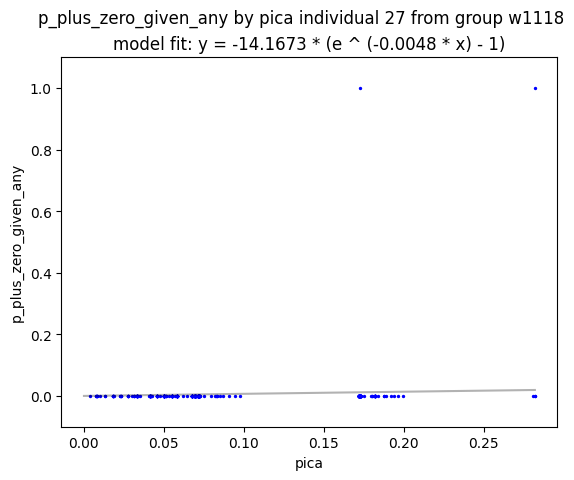 p_plus_zero_given_any by pica individual 27 from group w1118
model fit: y = -14.1673 * (e ^ (-0.0048 * x) - 1)
1.0
0.8
0.6
0.4
0.2
0.0
p_plus_zero_given_any
0.00 0.05 0.10 0.15 0.20 0.25
pica